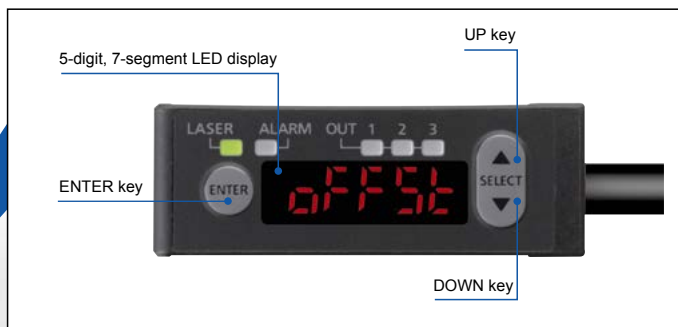 UP key
5-digit, 7-segment LED display
LASER ALARM OUT 1 2 3
ENTER key
ENTER
oFFSt
SELECT
DOWN key